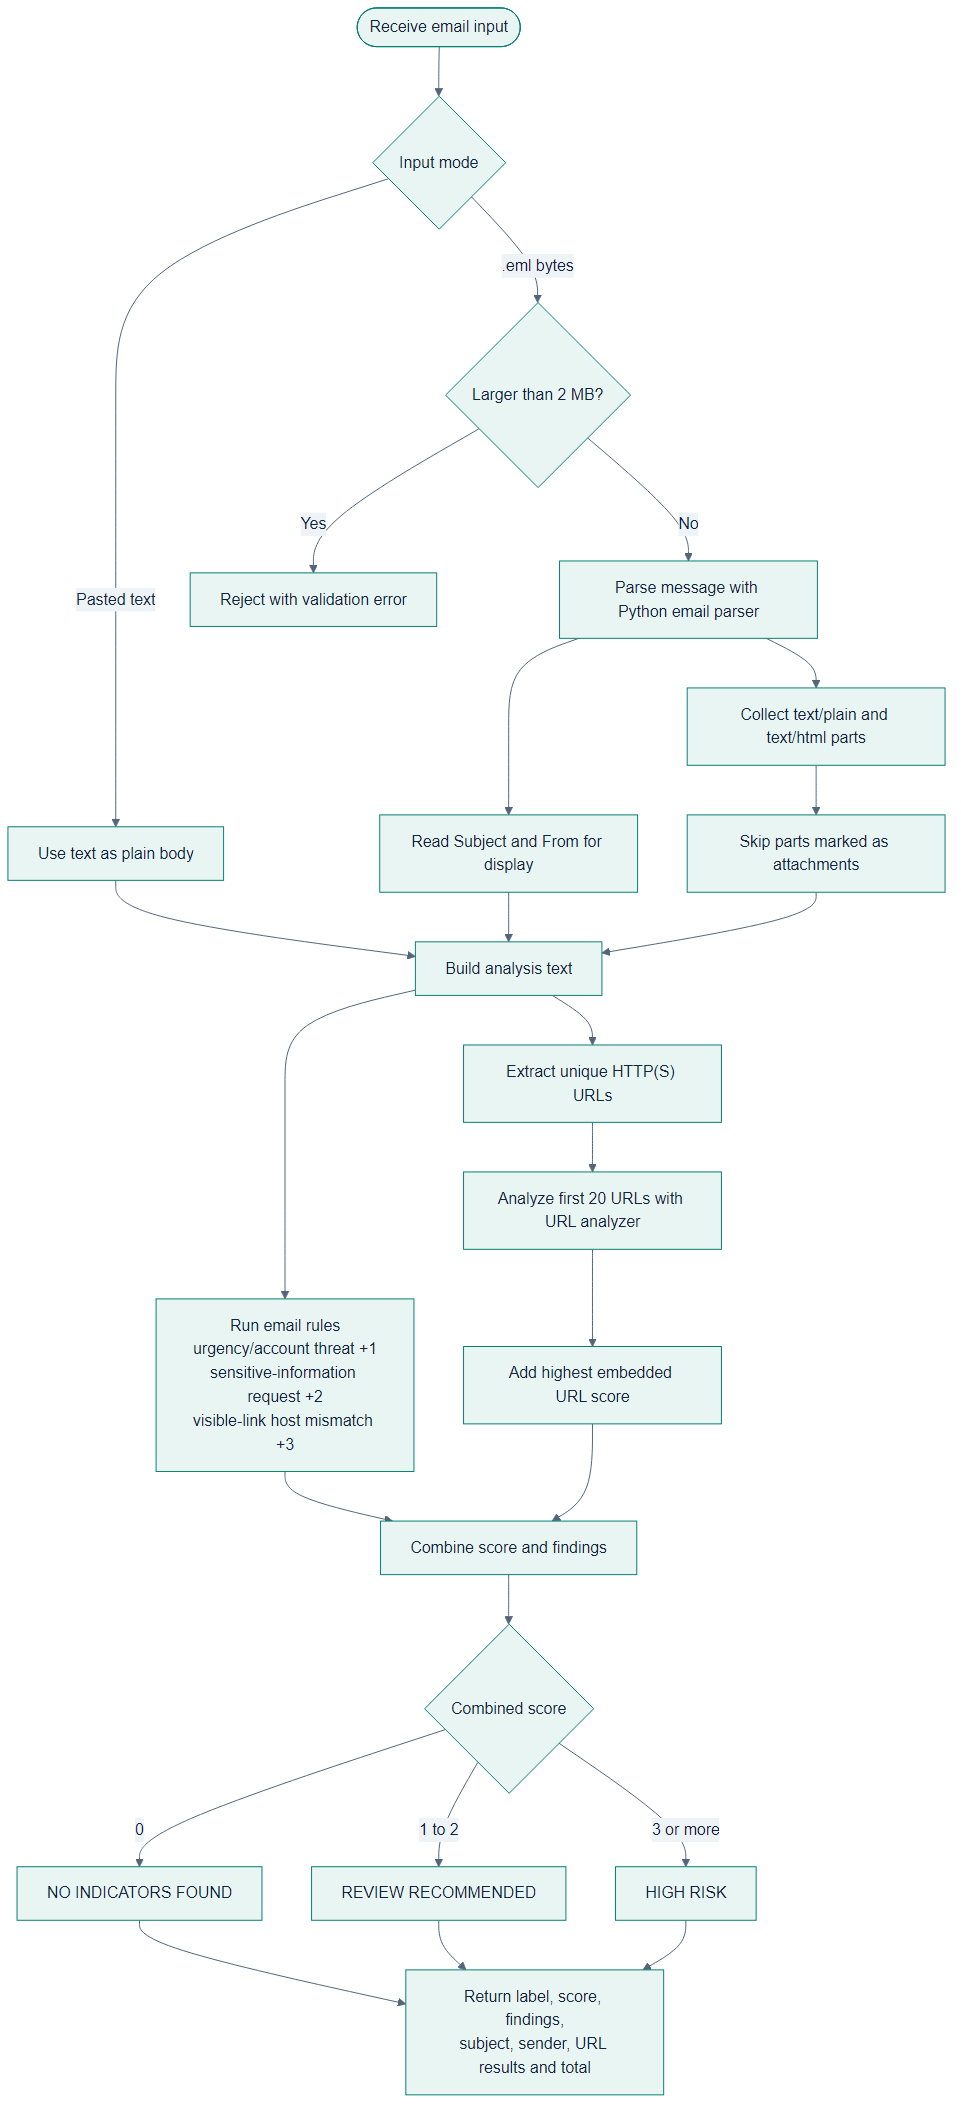 Receive email input
Input mode
.eml bytes
Larger than 2 MB?
Yes
No
Reject with validation error
Parse message with
Python email parser
Pasted text
Collect text/plain and
text/html parts
Use text as plain body
Read Subject and From for
display
Skip parts marked as
attachments
Build analysis text
Extract unique HTTP(S)
URLs
Analyze first 20 URLs with
URL analyzer
Run email rules
urgency/account threat +1
sensitive-information
request +2
visible-link host mismatch
+3
Add highest embedded
URL score
Combine score and findings
Combined score
0
1 to 2
3 or more
NO INDICATORS FOUND
REVIEW RECOMMENDED
HIGH RISK
Return label, score,
findings,
subject, sender, URL
results and total